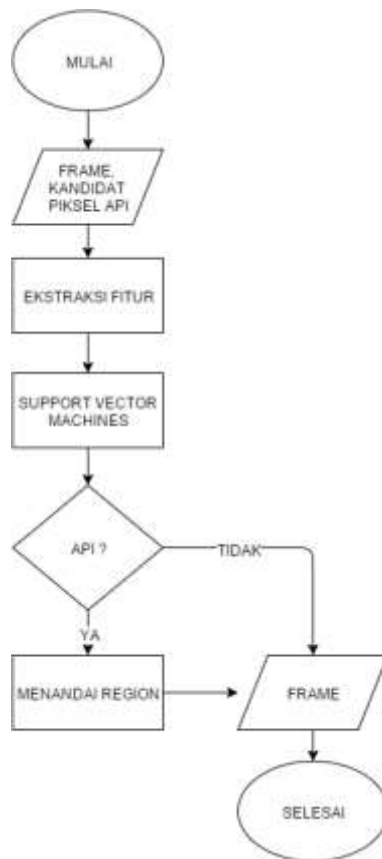 MULAI
FRAME,
KANDIDAT
PIKSEL API
EKSTRAKSI FITUR
SUPPORT VECTOR
MACHINES
API ?
TIDAK
YA
MENANDAI REGION
FRAME
SELESAI